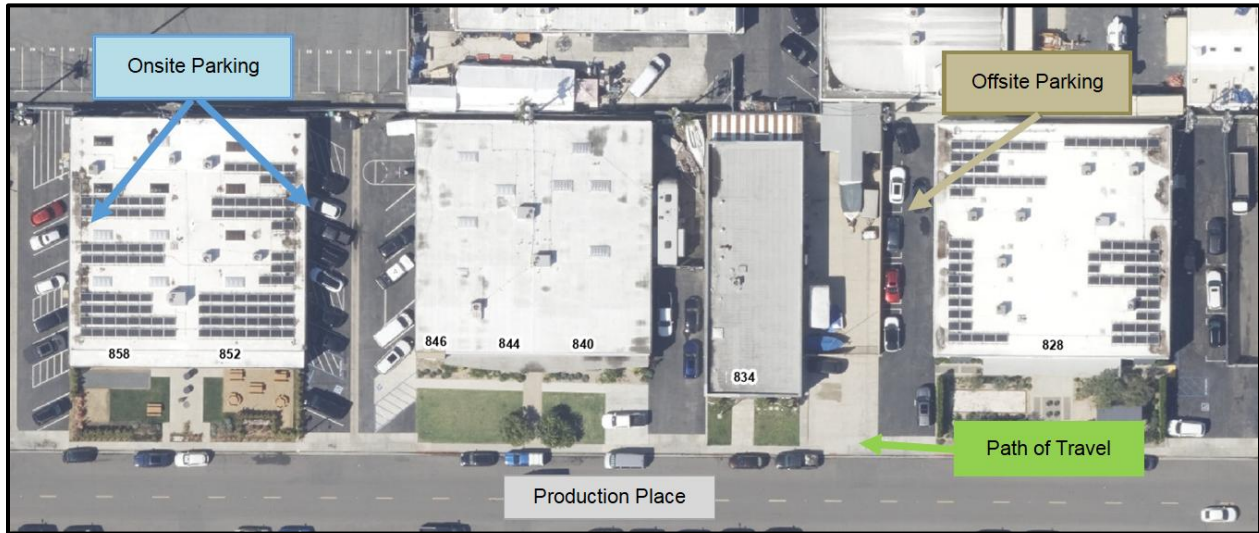 Onsite Parking
Offsite Parking
858
852
846
844
840
834
828
Path of Travel
Production Place